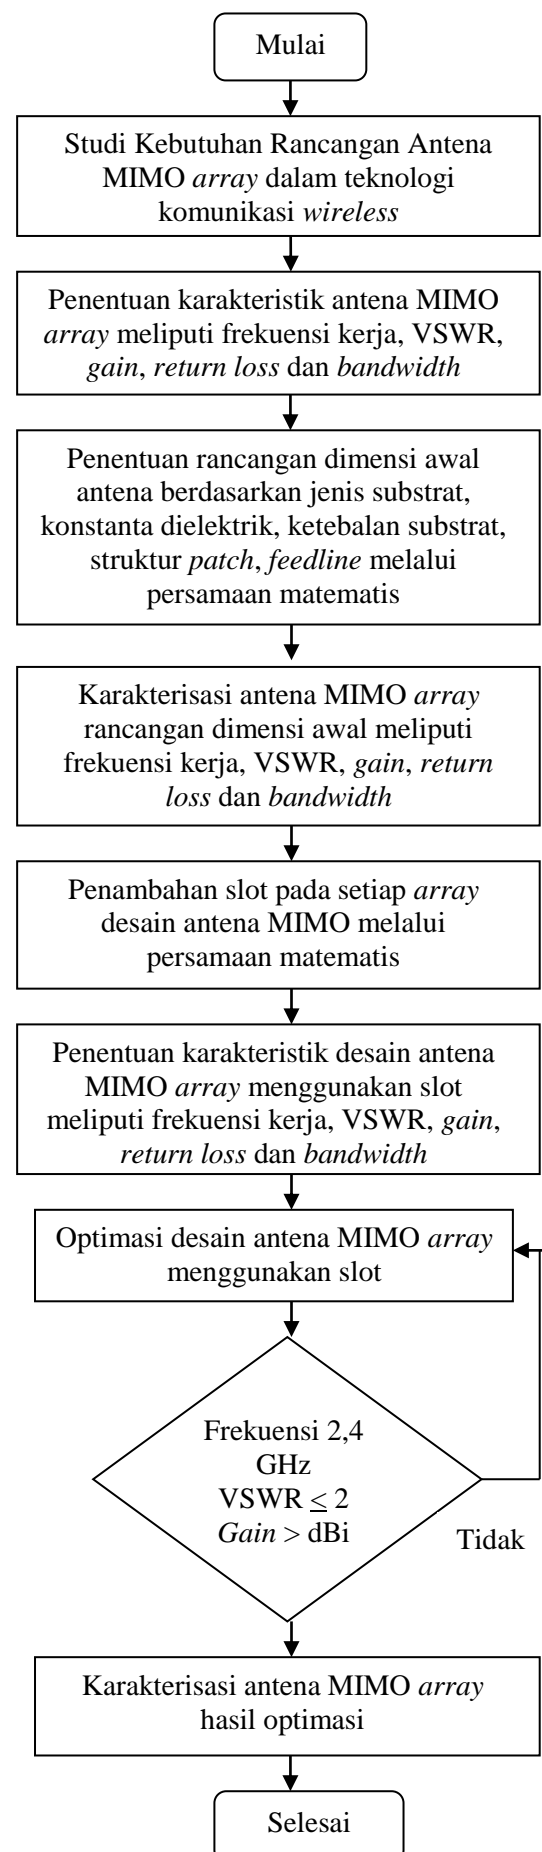 Mulai
Studi Kebutuhan Rancangan Antena
MIMO array dalam teknologi
komunikasi wireless
Penentuan karakteristik antena MIMO
array meliputi frekuensi kerja, VSWR,
gain, return loss dan bandwidth
Penentuan rancangan dimensi awal
antena berdasarkan jenis substrat,
konstanta dielektrik, ketebalan substrat,
struktur patch, feedline melalui
persamaan matematis
Karakterisasi antena MIMO array
rancangan dimensi awal meliputi
frekuensi kerja, VSWR, gain, return
loss dan bandwidth
Penambahan slot pada setiap array
desain antena MIMO melalui
persamaan matematis
Penentuan karakteristik desain antena
MIMO array menggunakan slot
meliputi frekuensi kerja, VSWR, gain,
return loss dan bandwidth
Optimasi desain antena MIMO array
menggunakan slot
Frekuensi 2,4
GHz
VSWR ≤ 2
Gain > dBi
Tidak
Karakterisasi antena MIMO array
hasil optimasi
Selesai